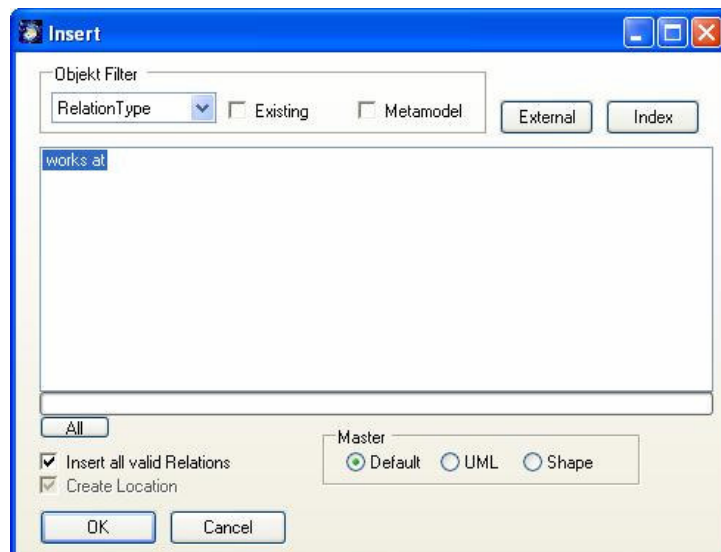 Insert
Objekt Filter
RelationType
Existing
Metamodel
External
Index
works at
All
Insert all valid Relations
Create Location
Master
Default
UML
Shape
OK
Cancel